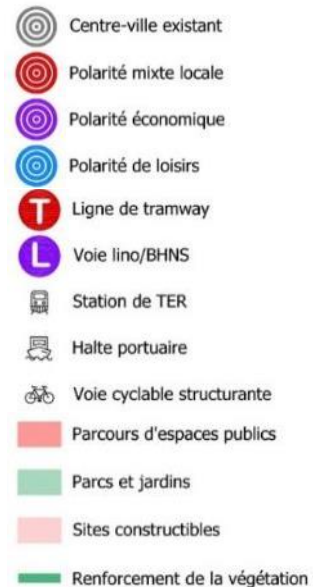 Centre-ville existant
Polarité mixte locale
Polarité économique
Polarité de loisirs
T Ligne de tramway
L Voie lino/BHNS
Station de TER
Halte portuaire
Voie cyclable structurante
Parcours d'espaces publics
Parcs et jardins
Sites constructibles
Renforcement de la végétation